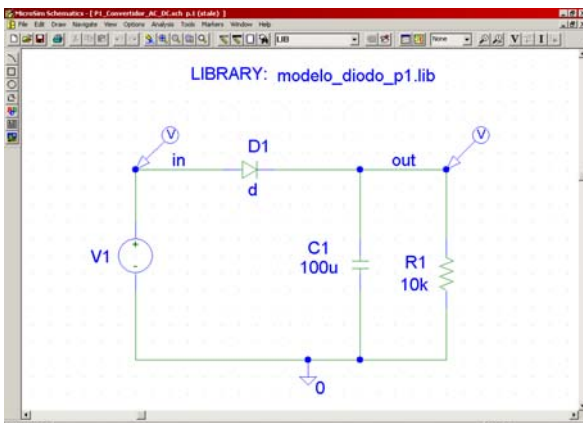 MicroSim Schematics - [ P1_Convertidor_AC_DC.sch p.1 (stale) ]
File Edit Draw Navigate View Options Analysis Tools Markers Window Help
LIB None V I
LIBRARY: modelo_diodo_p1.lib
V V
in D1 out
d
V1 C1 R1
100u 10k
+
-
0